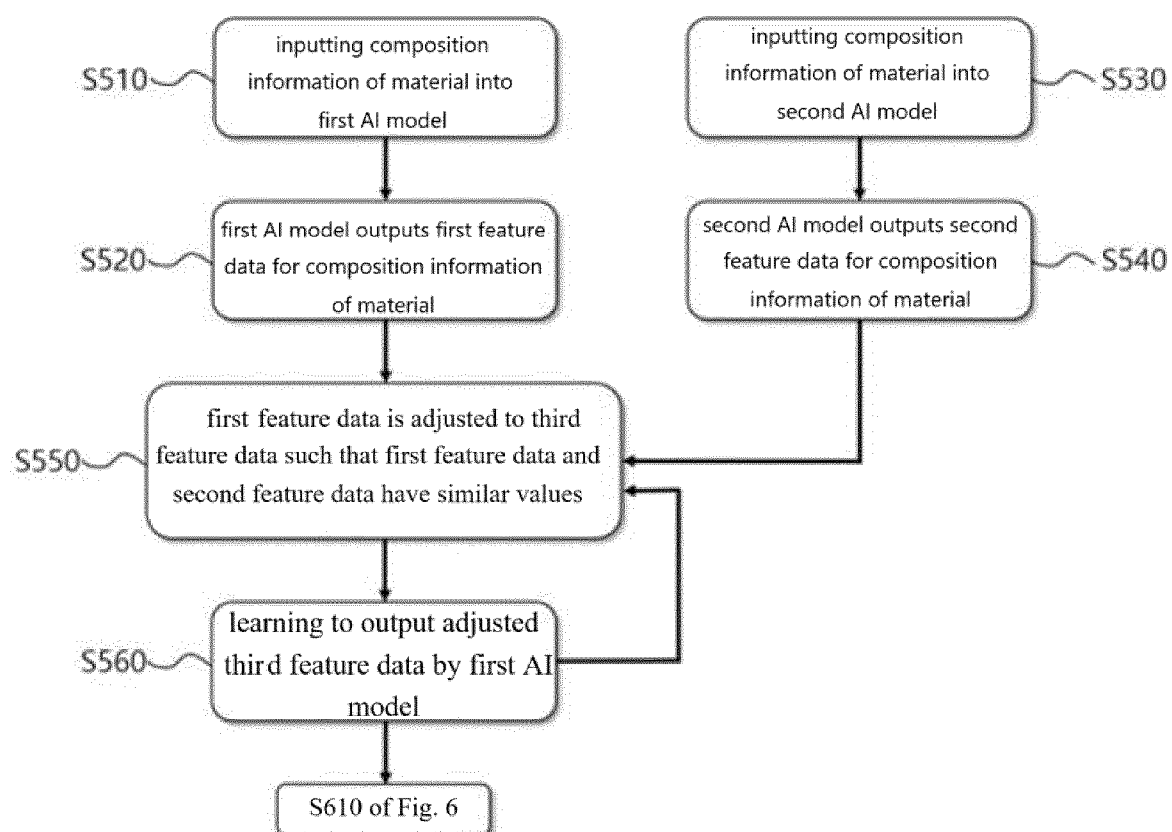 S510
inputting composition
information of material into
first AI model
inputting composition
information of material into
second AI model
S530
S520
first AI model outputs first feature
data for composition information
of material
second AI model outputs second
feature data for composition
information of material
S540
S550
first feature data is adjusted to third
feature data such that first feature data and
second feature data have similar values
S560
learning to output adjusted
third feature data by first AI
model
S610 of Fig. 6